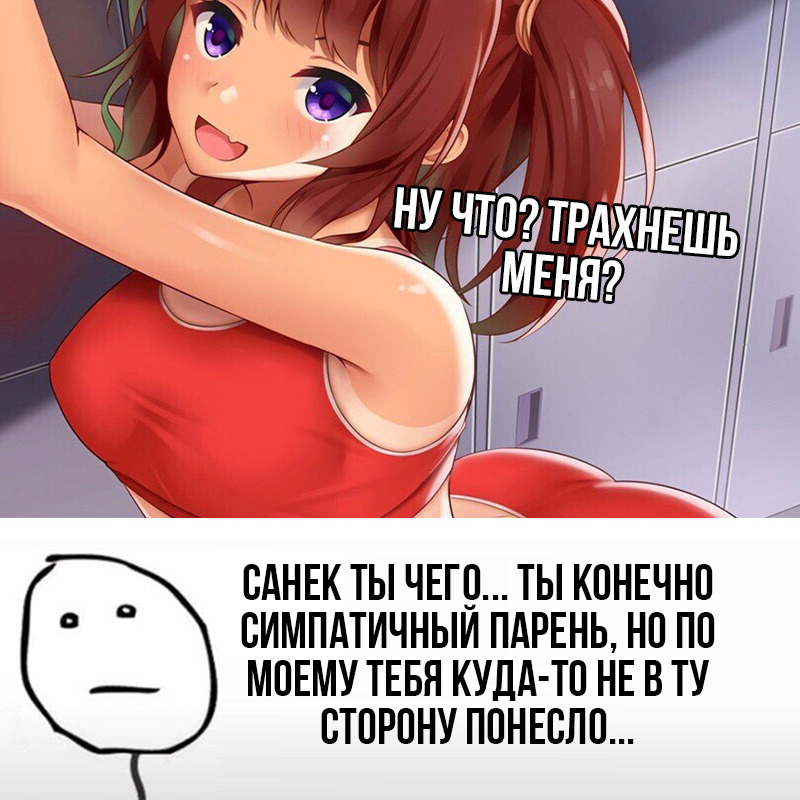 НУ ЧТО? ТРАХНЕШЬ
МЕНЯ?
САНЕК ТЫ ЧЕГО... ТЫ КОНЕЧНО
СИМПАТИЧНЫЙ ПАРЕНЬ, НО ПО
МОЕМУ ТЕБЯ КУДА-ТО НЕ В ТУ
СТОРОНУ ПОНЕСЛО...